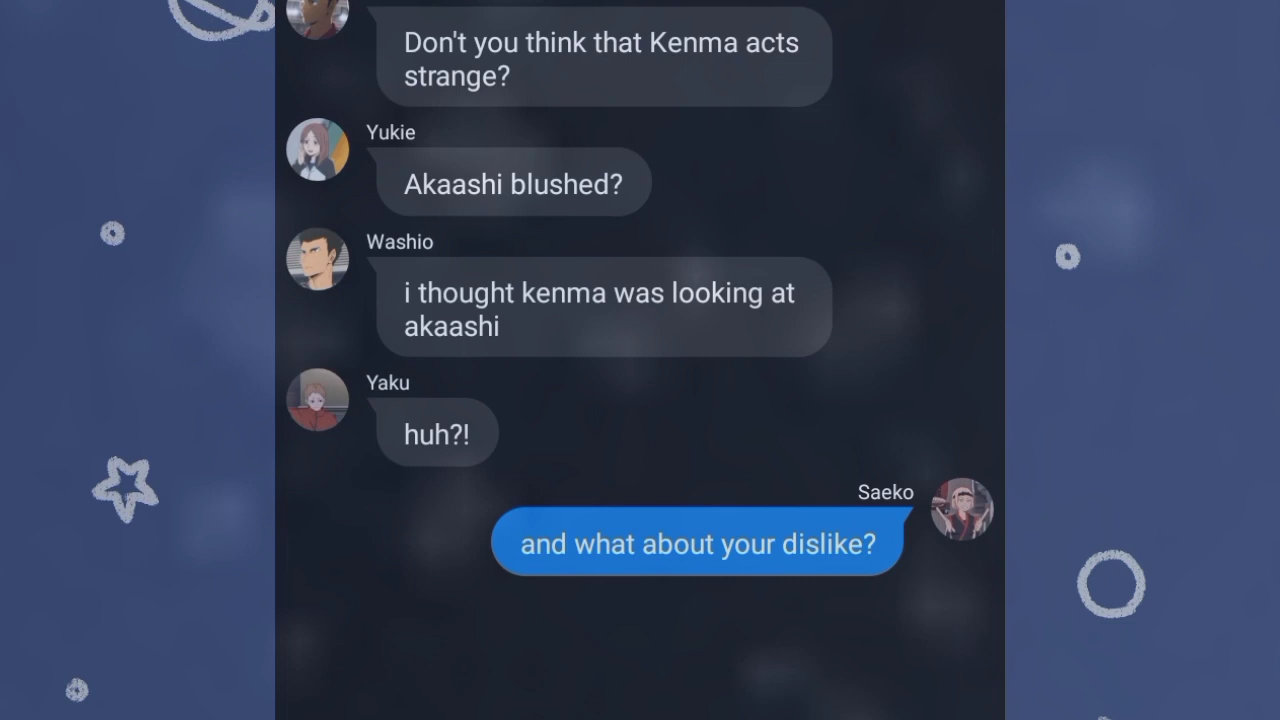 Don't you think that Kenma acts
strange?
Yukie
Akaashi blushed?
Washio
i thought kenma was looking at
akaashi
Yaku
huh?!
Saeko
and what about your dislike?